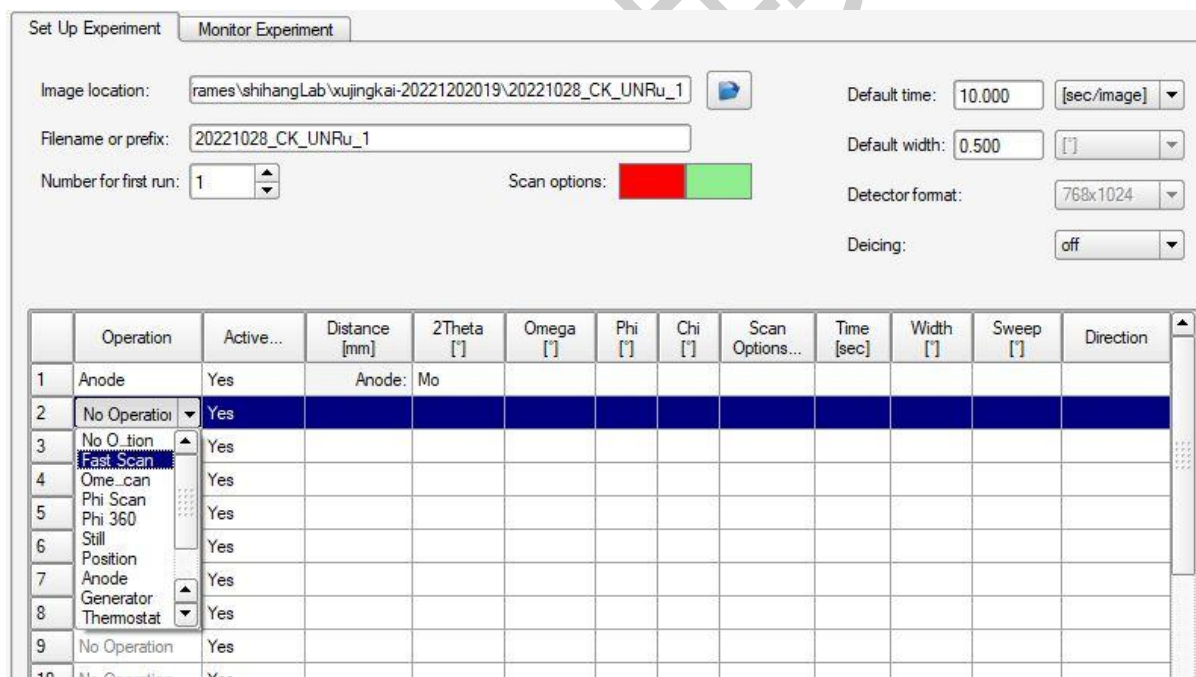 Set Up Experiment Monitor Experiment
Image location: rames\shihangLab\xujingkai-20221202019\20221028_CK_UNRu_1 Default time: 10.000 [sec/image]
Filename or prefix: 20221028_CK_UNRu_1 Default width: 0.500 [°]
Number for first run: 1 Scan options: Detector format: 768x1024
Deicing: off
Operation Active... Distance [mm] 2Theta [°] Omega [°] Phi [°] Chi [°] Scan Options... Time [sec] Width [°] Sweep [°] Direction
1 Anode Yes Anode: Mo
2 No Operatio Yes
3 No O...tion Yes
Fast Scan
4 Ome...can Yes
Phi Scan
5 Phi 360 Yes
6 Still Yes
Position
7 Anode Yes
Generator
8 Thermostat Yes
9 No Operation Yes
10 No Operation Yes